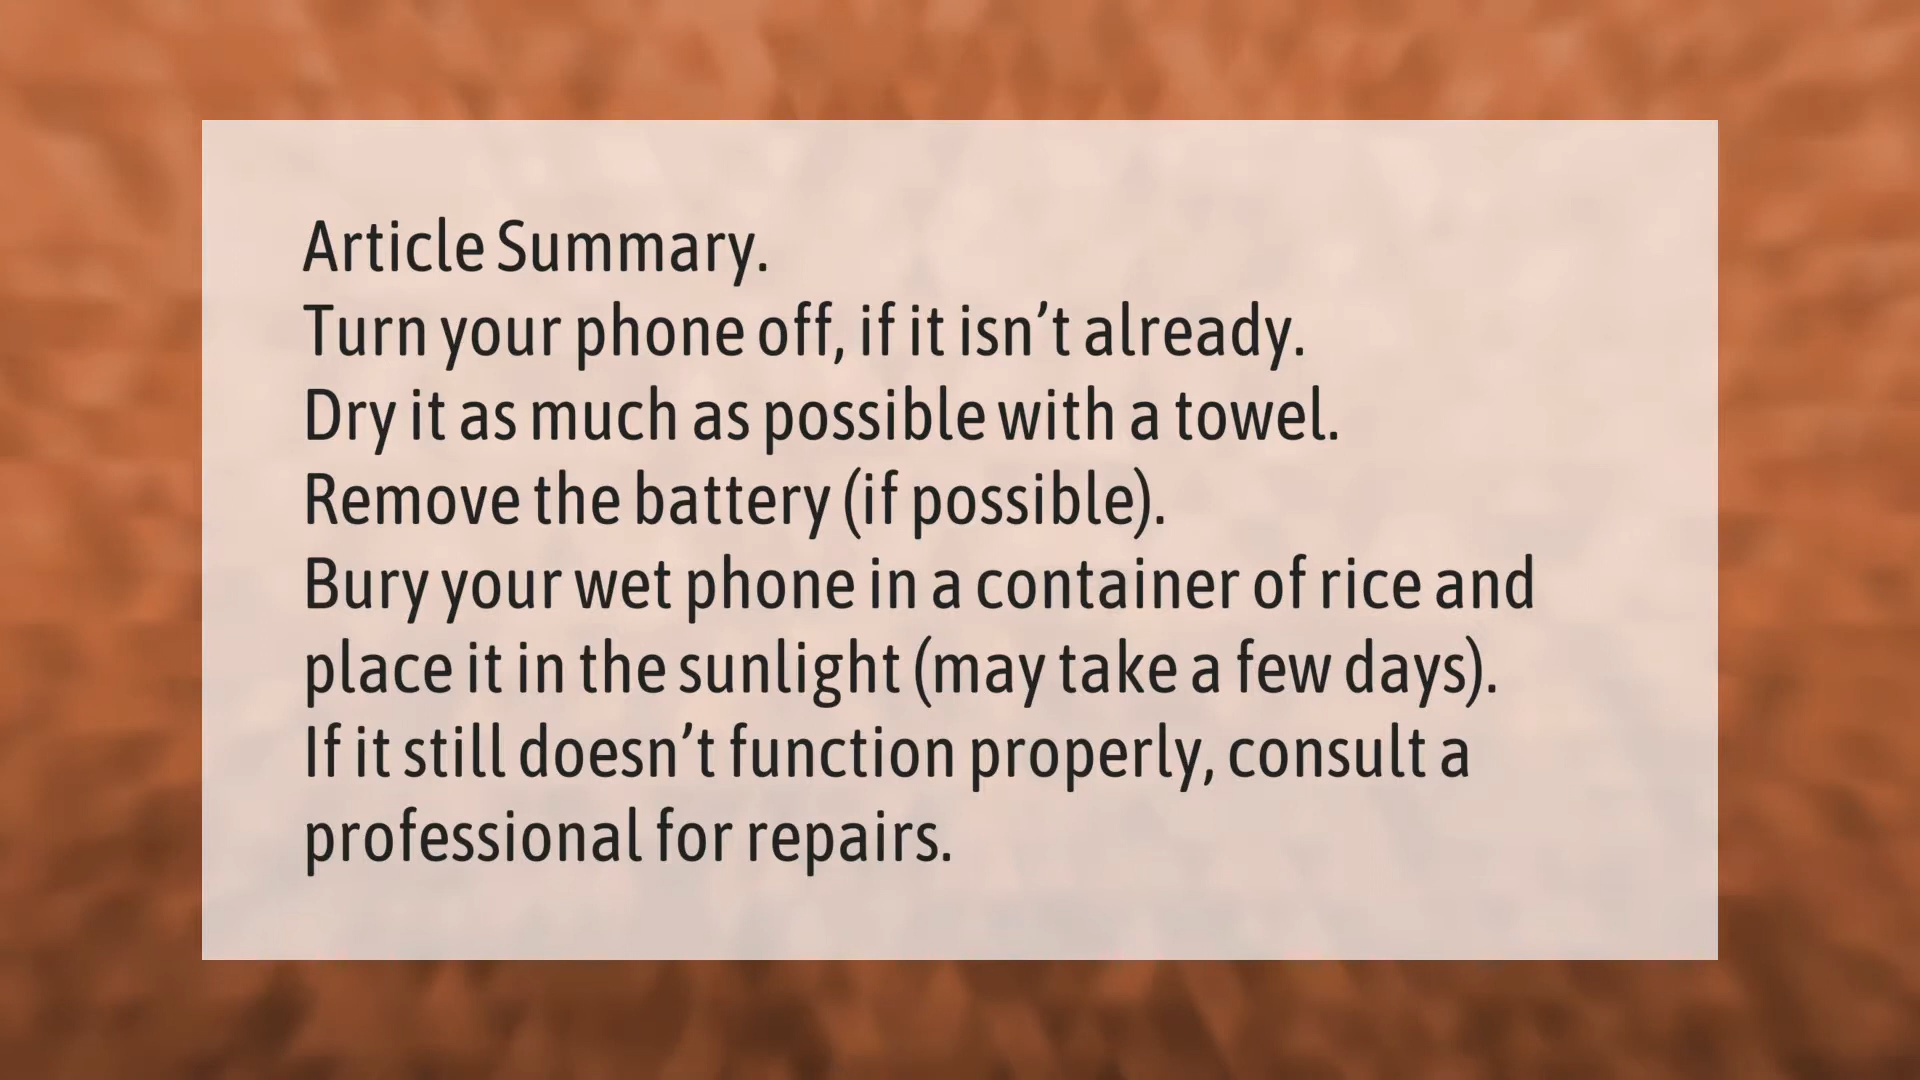 Article Summary.
Turn your phone off, if it isn’t already.
Dry it as much as possible with a towel.
Remove the battery (if possible).
Bury your wet phone in a container of rice and
place it in the sunlight (may take a few days).
If it still doesn’t function properly, consult a
professional for repairs.